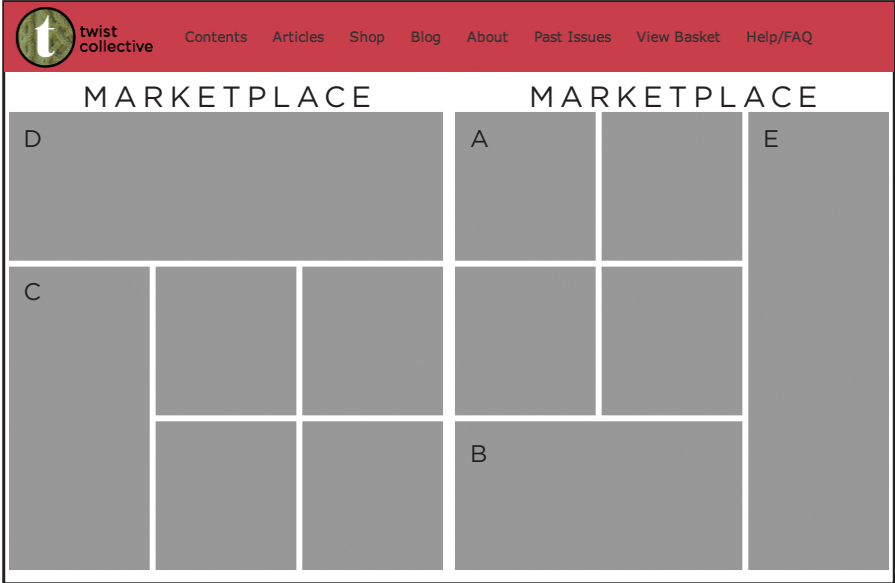 t
twist
collective
Contents Articles Shop Blog About Past Issues View Basket Help/FAQ
MARKETPLACE
D
C
MARKETPLACE
A
E
B